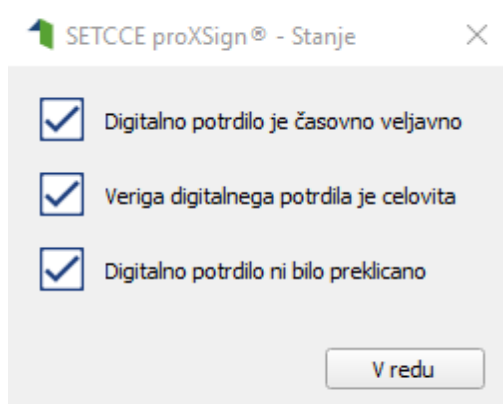 SETCCE proXSign® - Stanje
Digitalno potrdilo je časovno veljavno
Veriga digitalnega potrdila je celovita
Digitalno potrdilo ni bilo preklicano
V redu